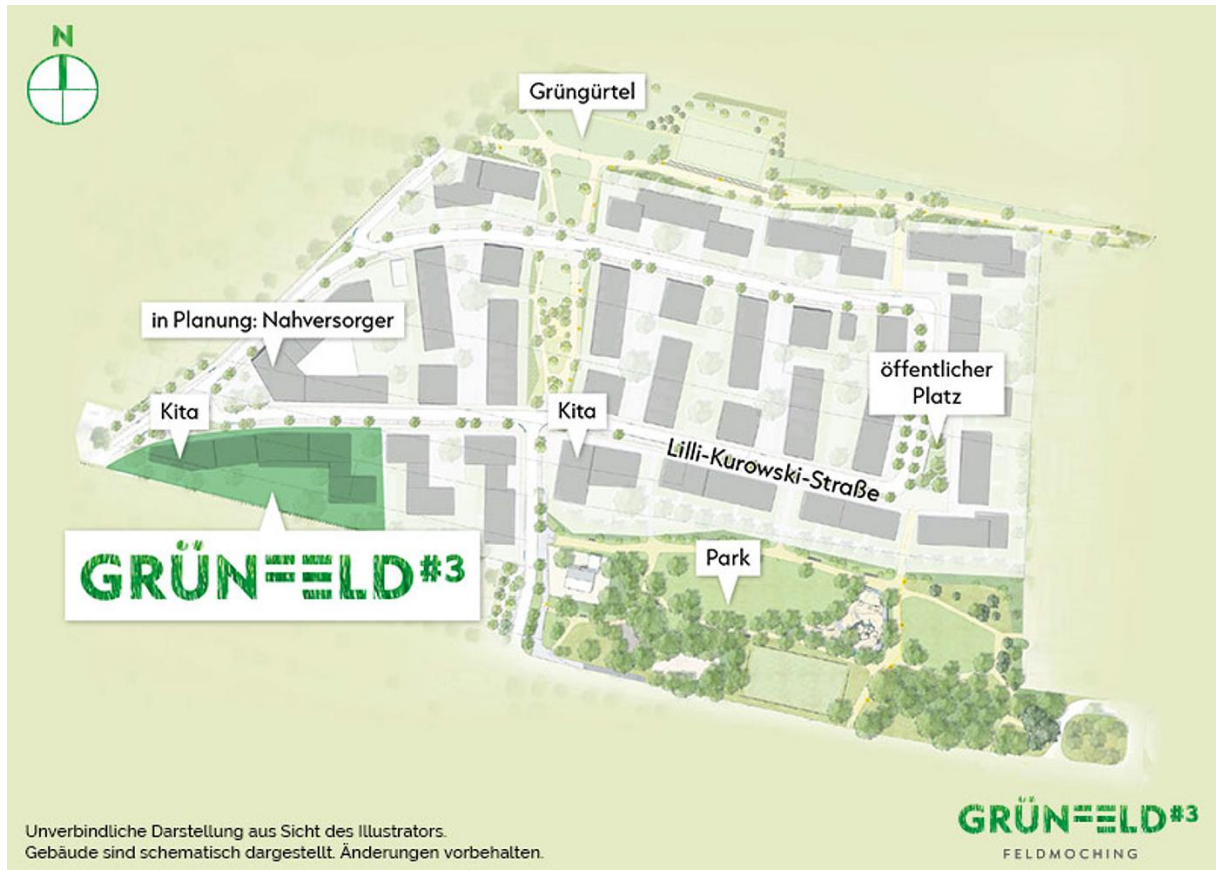 N
Grüngürtel
in Planung: Nahversorger
öffentlicher
Platz
Kita
Kita
Lilli-Kurowski-Straße
GRÜNFELD#3
Park
Unverbindliche Darstellung aus Sicht des Illustrators.
Gebäude sind schematisch dargestellt. Änderungen vorbehalten.
GRÜNFELD#3
FELDMOCHING